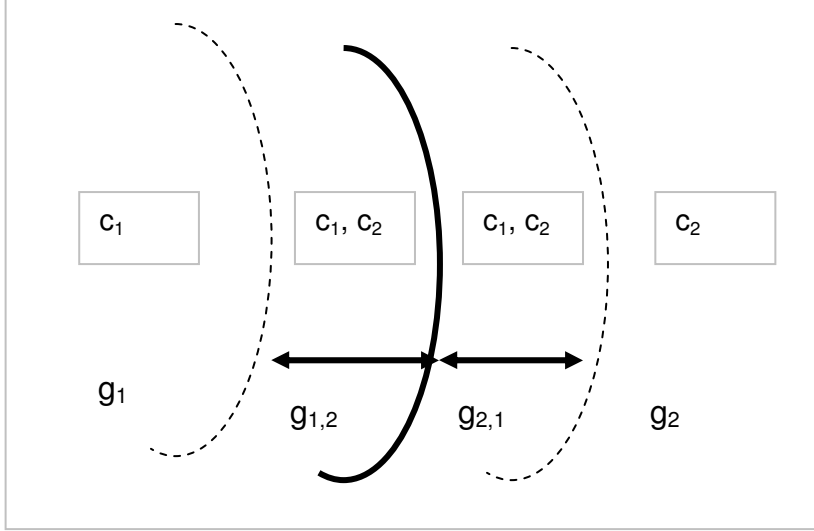 c₁
c₁, c₂
c₁, c₂
c₂
g₁
g₁,₂
g₂,₁
g₂